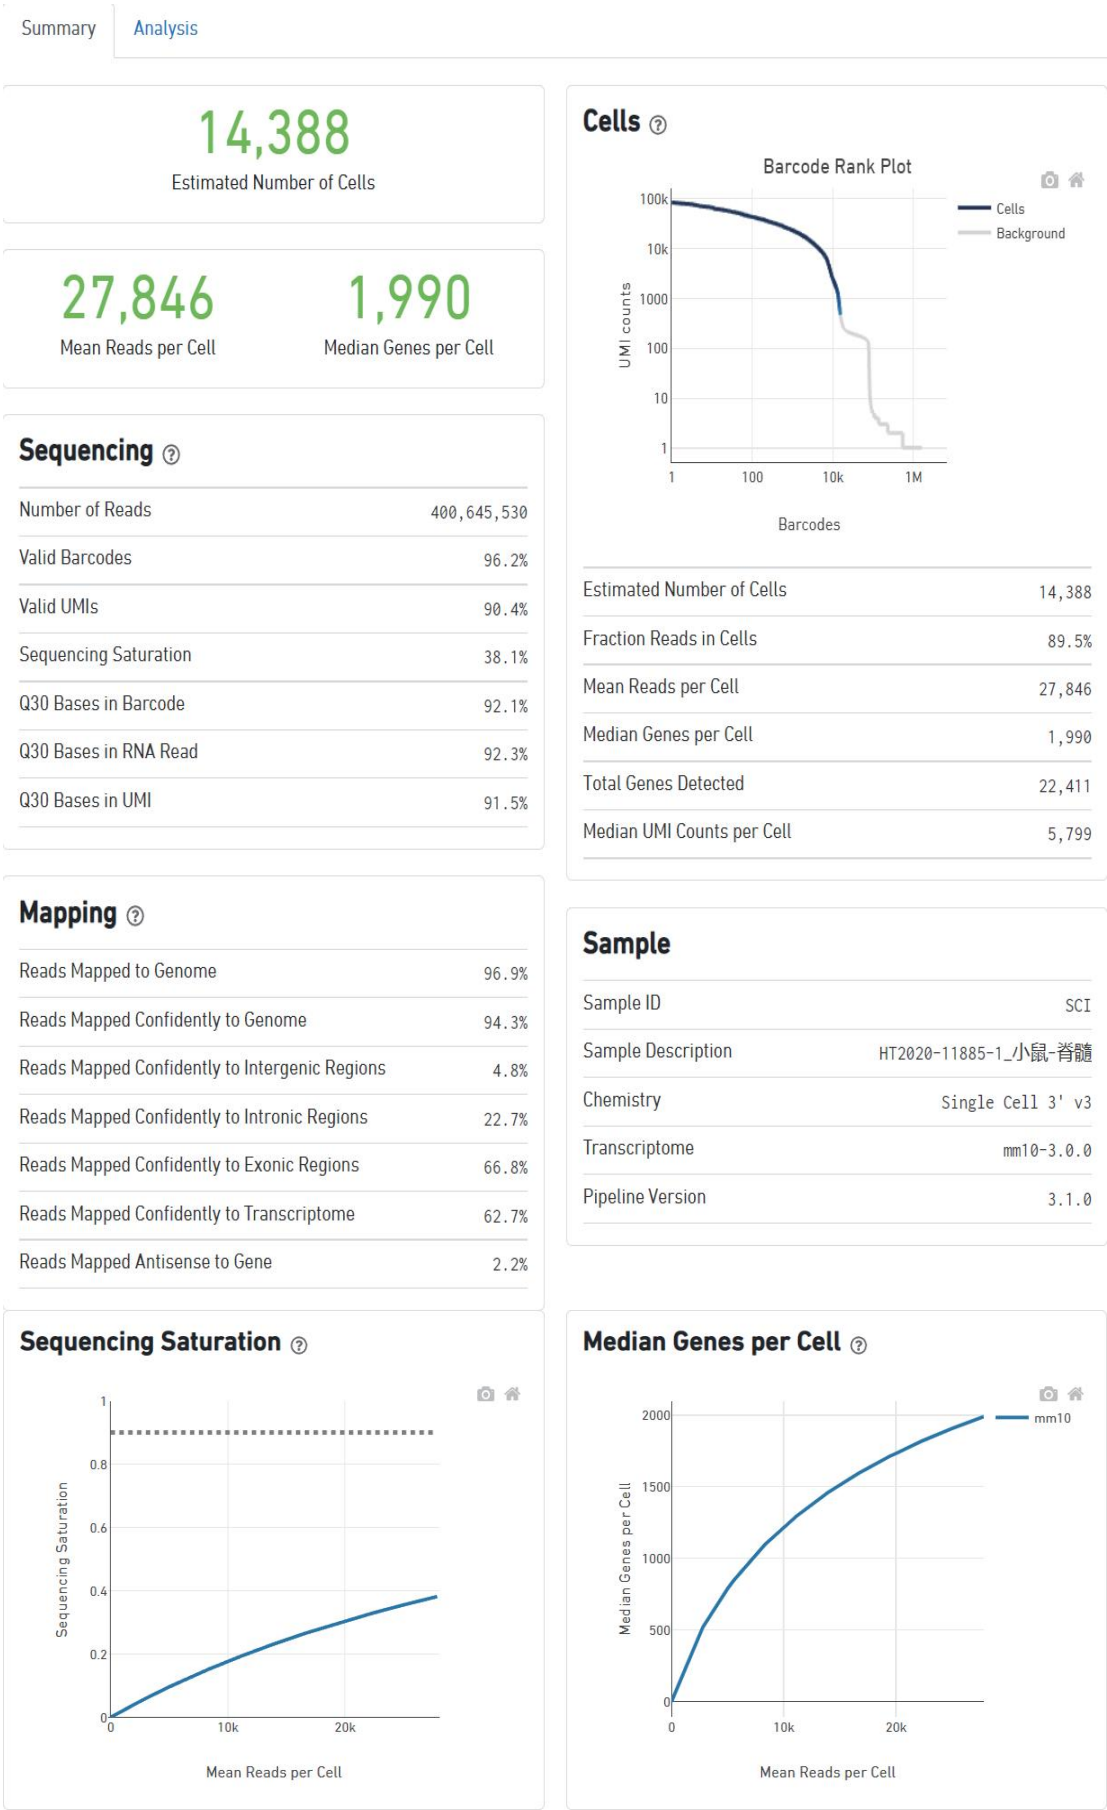 Summary
Analysis
14,388
Estimated Number of Cells
27,846
Mean Reads per Cell
1,990
Median Genes per Cell
Sequencing ?
Number of Reads 400,645,530
Valid Barcodes 96.2%
Valid UMIs 90.4%
Sequencing Saturation 38.1%
Q30 Bases in Barcode 92.1%
Q30 Bases in RNA Read 92.3%
Q30 Bases in UMI 91.5%
Mapping ?
Reads Mapped to Genome 96.9%
Reads Mapped Confidently to Genome 94.3%
Reads Mapped Confidently to Intergenic Regions 4.8%
Reads Mapped Confidently to Intronic Regions 22.7%
Reads Mapped Confidently to Exonic Regions 66.8%
Reads Mapped Confidently to Transcriptome 62.7%
Reads Mapped Antisense to Gene 2.2%
Cells ?
Barcode Rank Plot
100k
10k
1000
100
10
1
UMI counts
1 100 10k 1M
Barcodes
Cells
Background
Estimated Number of Cells 14,388
Fraction Reads in Cells 89.5%
Mean Reads per Cell 27,846
Median Genes per Cell 1,990
Total Genes Detected 22,411
Median UMI Counts per Cell 5,799
Sample
Sample ID SCI
Sample Description HT2020-11885-1_小鼠-脊髓
Chemistry Single Cell 3' v3
Transcriptome mm10-3.0.0
Pipeline Version 3.1.0
Sequencing Saturation ?
1
0.8
0.6
0.4
0.2
0
Sequencing Saturation
0 10k 20k
Mean Reads per Cell
Median Genes per Cell ?
2000
1500
1000
500
0
Median Genes per Cell
mm10
0 10k 20k
Mean Reads per Cell